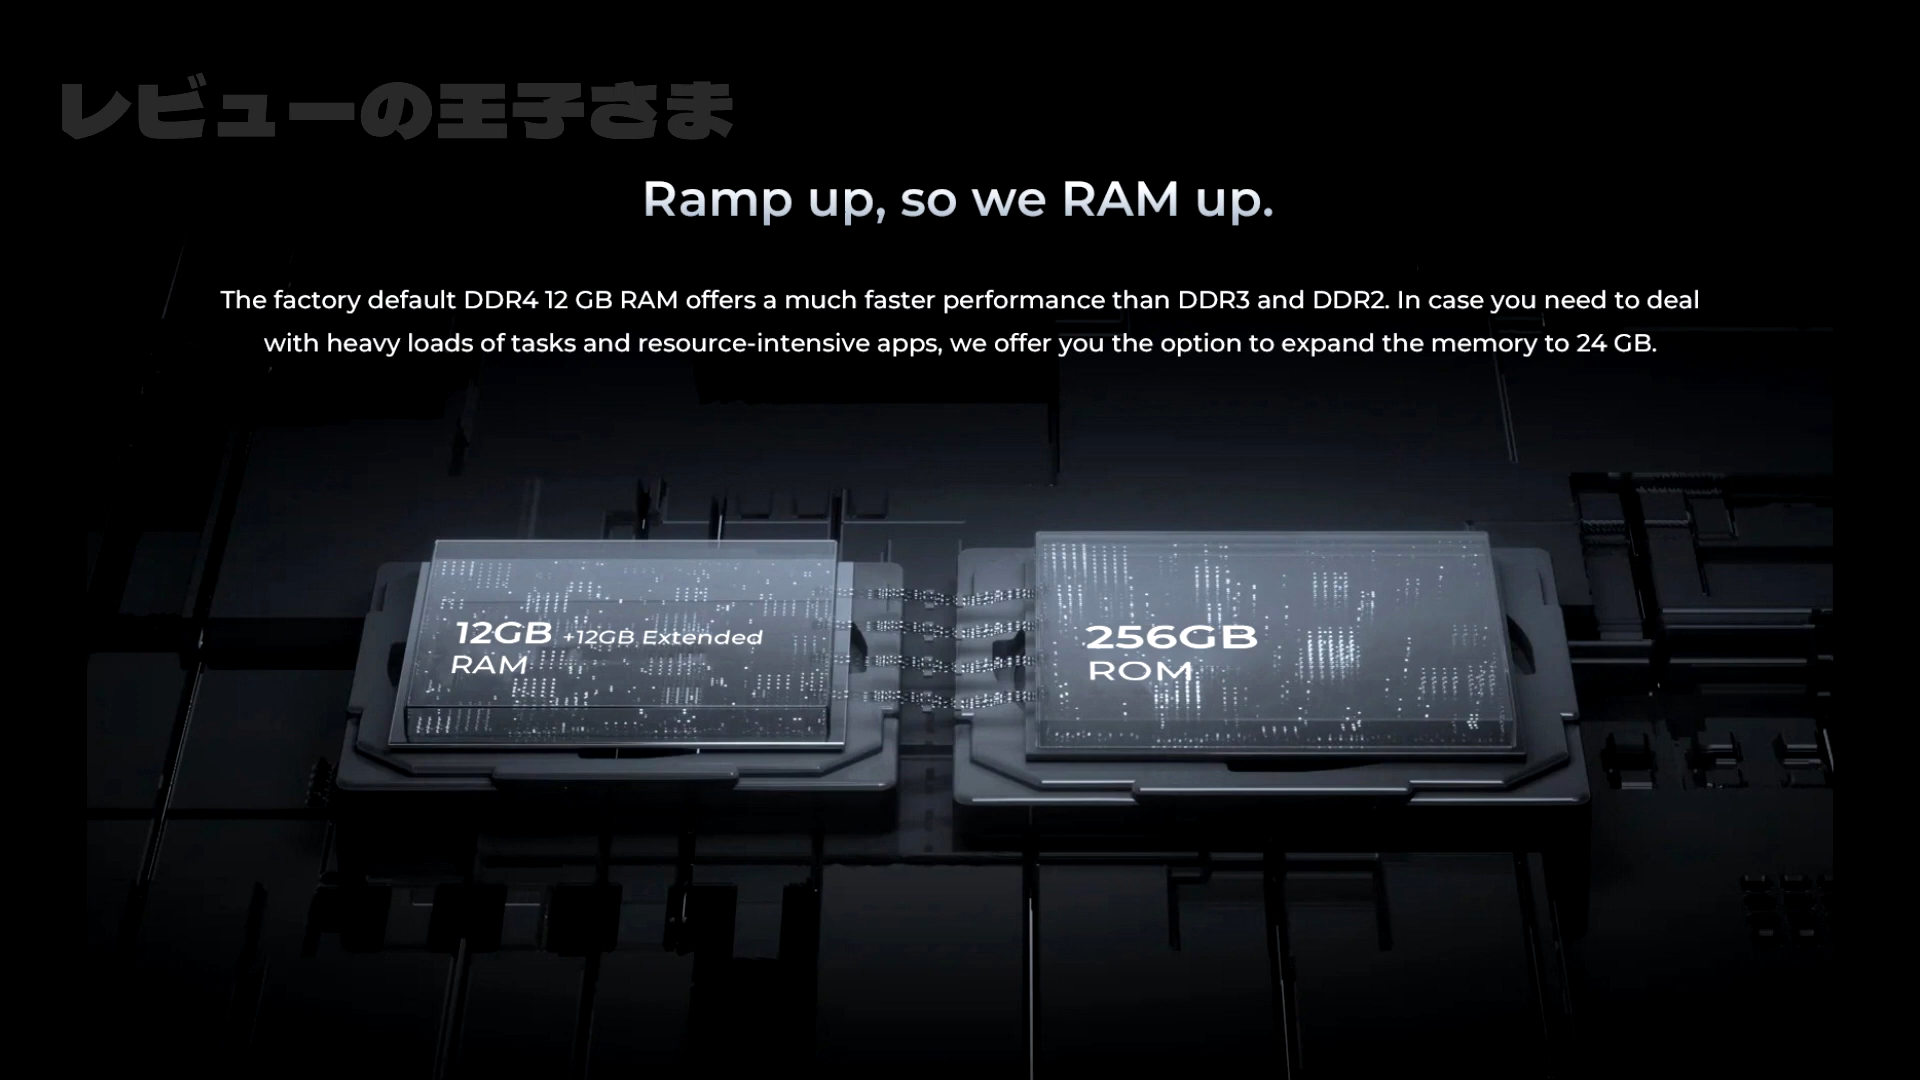 レビューの王子さま
Ramp up, so we RAM up.
The factory default DDR4 12 GB RAM offers a much faster performance than DDR3 and DDR2. In case you need to deal
with heavy loads of tasks and resource-intensive apps, we offer you the option to expand the memory to 24 GB.
12GB +12GB Extended
RAM
256GB
ROM